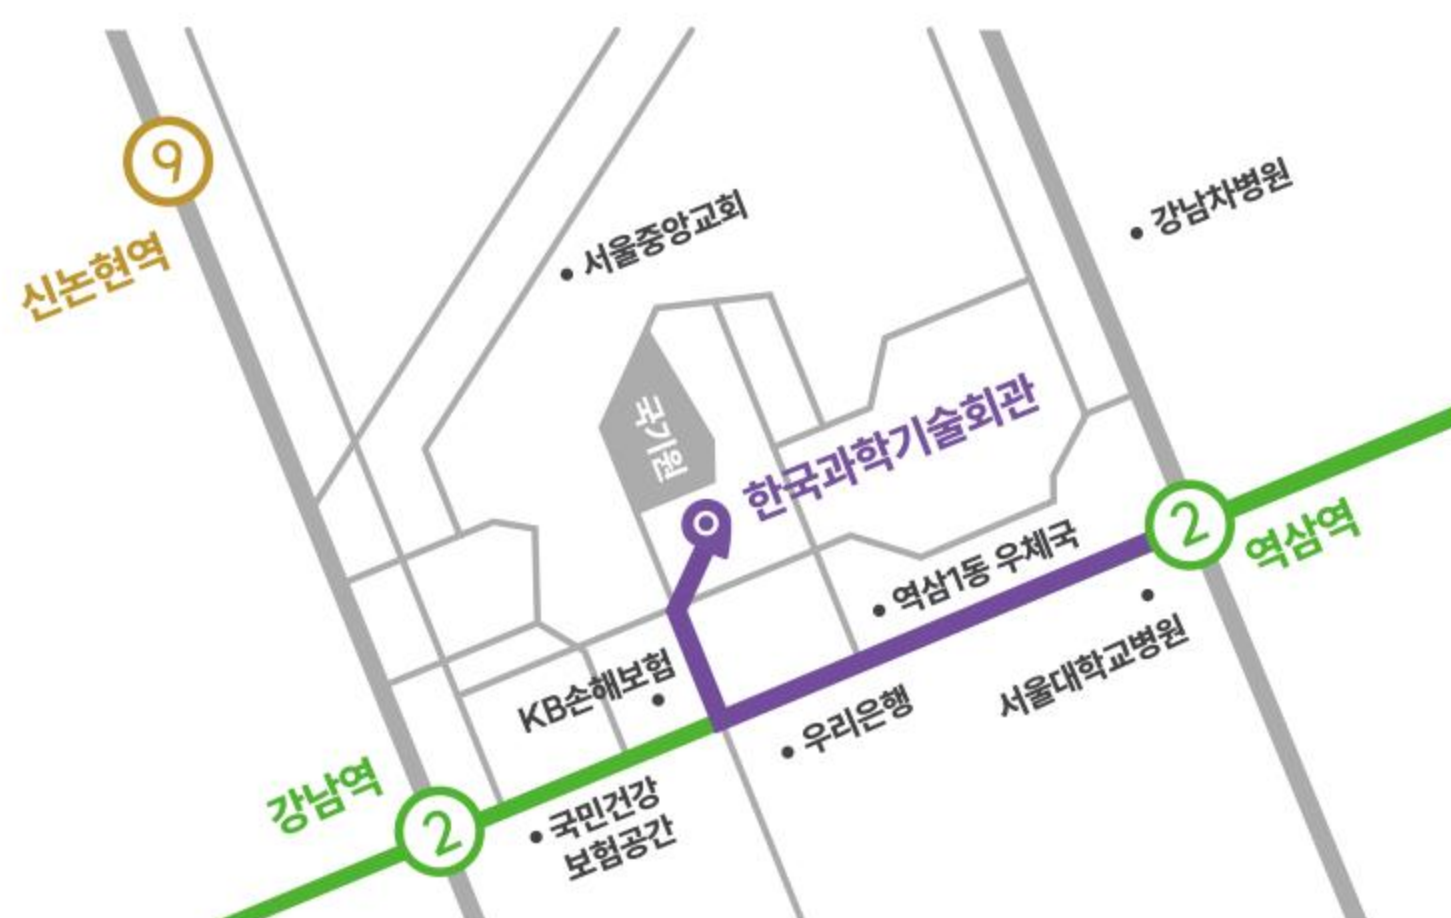 9
신논현역
서울중앙교회
강남차병원
국기원
한국과학기술회관
2
역삼역
역삼1동 우체국
서울대학교병원
KB손해보험
우리은행
강남역
2
국민건강
보험공간